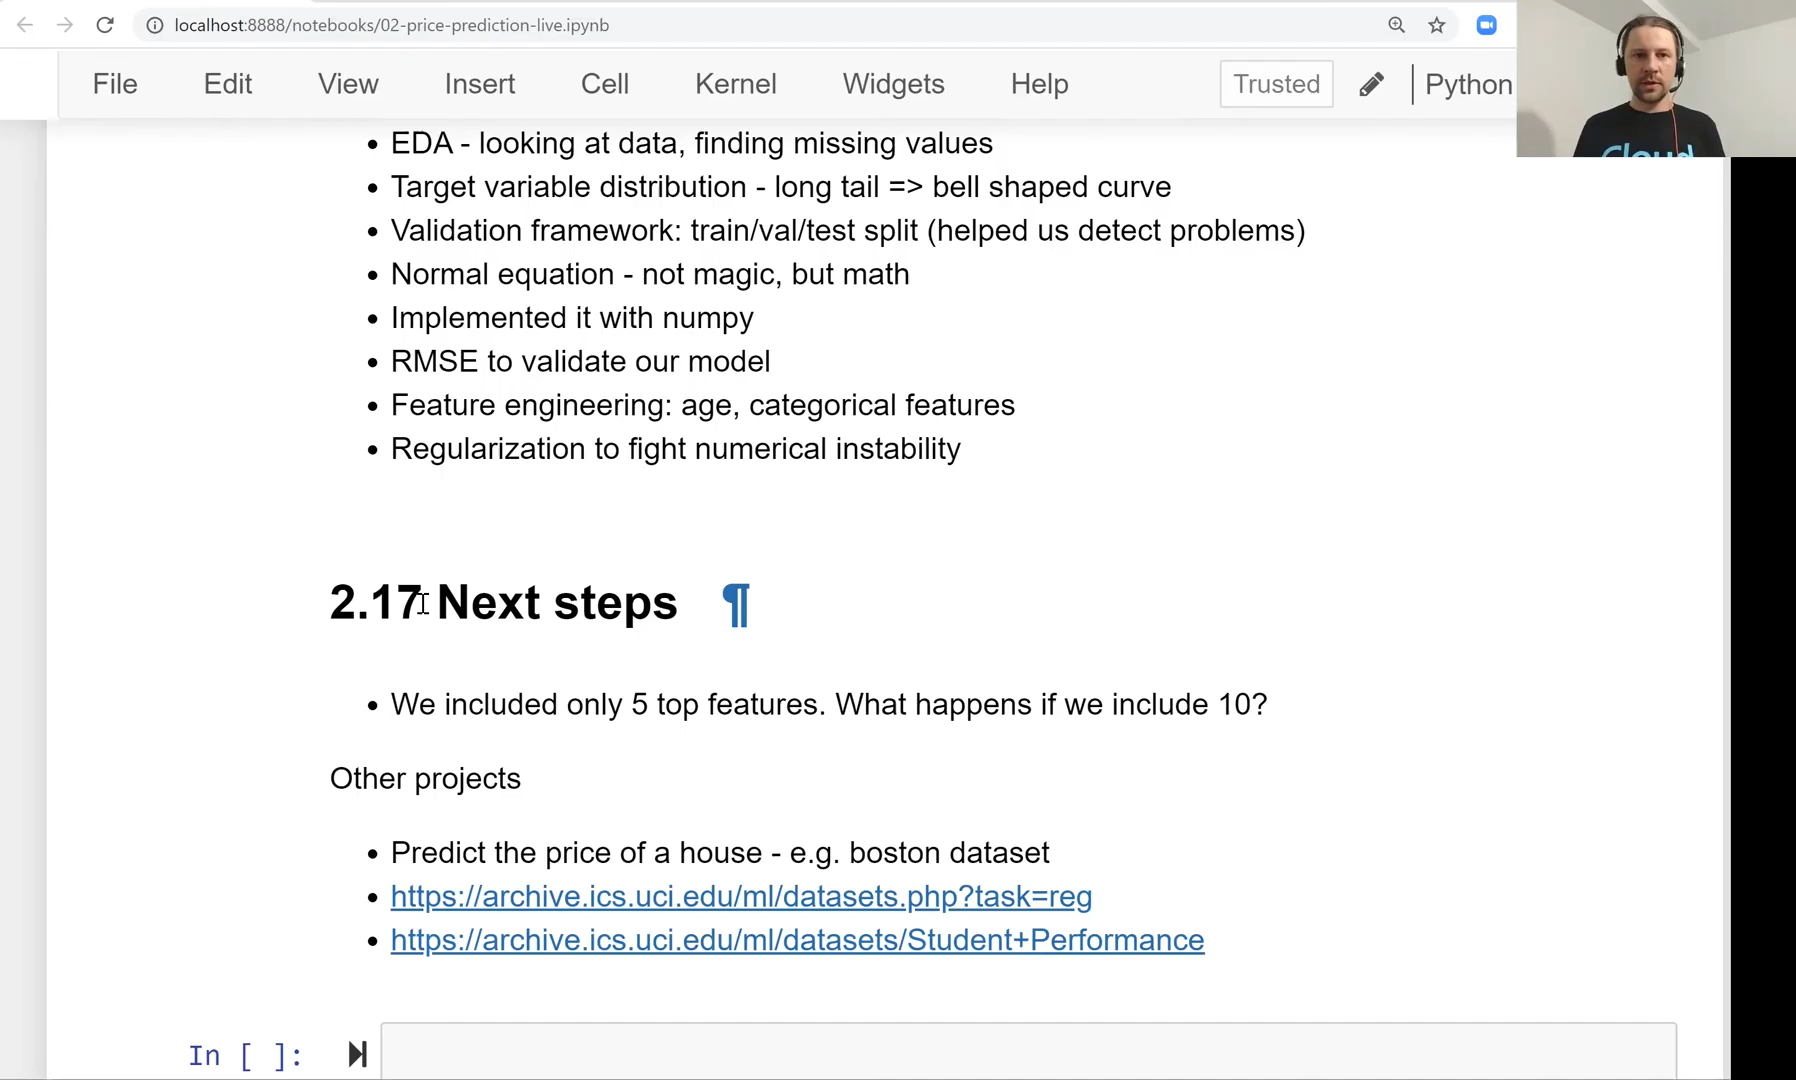 localhost:8888/notebooks/02-price-prediction-live.ipynb
File Edit View Insert Cell Kernel Widgets Help Trusted Python
• EDA - looking at data, finding missing values
• Target variable distribution - long tail => bell shaped curve
• Validation framework: train/val/test split (helped us detect problems)
• Normal equation - not magic, but math
• Implemented it with numpy
• RMSE to validate our model
• Feature engineering: age, categorical features
• Regularization to fight numerical instability
2.17 Next steps ¶
• We included only 5 top features. What happens if we include 10?
Other projects
• Predict the price of a house - e.g. boston dataset
• https://archive.ics.uci.edu/ml/datasets.php?task=reg
• https://archive.ics.uci.edu/ml/datasets/Student+Performance
In [ ]: